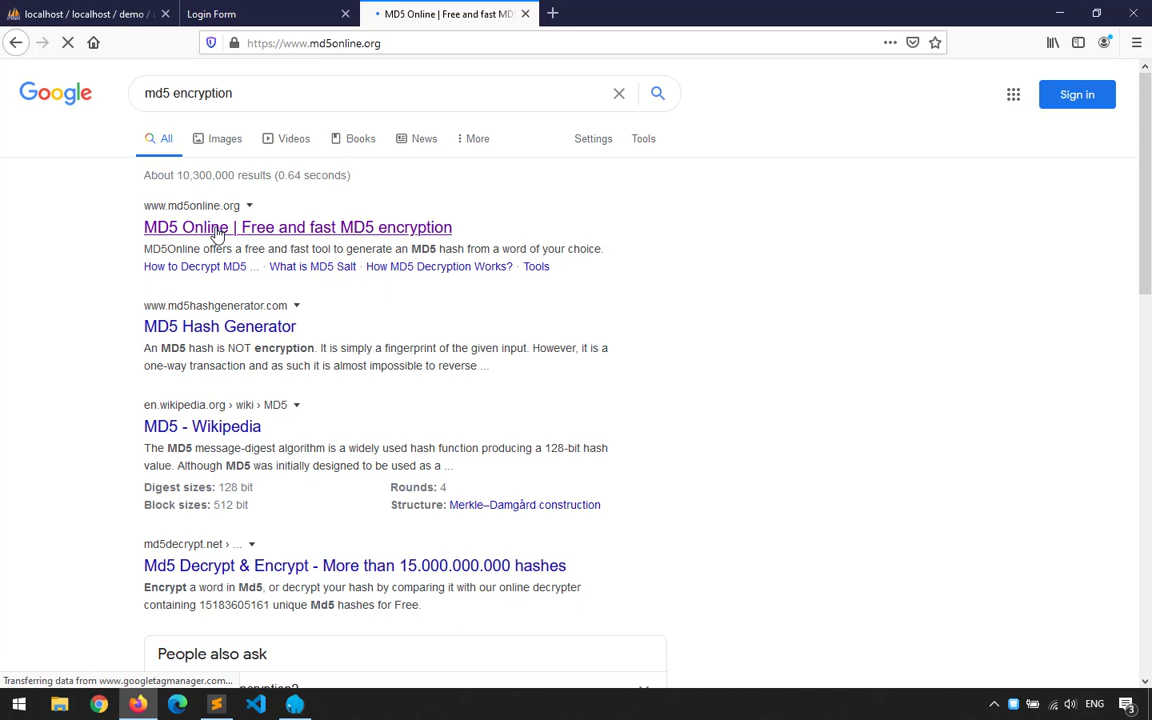 localhost / localhost / demo /
Login Form
MD5 Online | Free and fast MD5
https://www.md5online.org
Google
md5 encryption
Sign in
All
Images
Videos
Books
News
More
Settings
Tools
About 10,300,000 results (0.64 seconds)
www.md5online.org
MD5 Online | Free and fast MD5 encryption
MD5Online offers a free and fast tool to generate an MD5 hash from a word of your choice.
How to Decrypt MD5 ... · What is MD5 Salt · How MD5 Decryption Works? · Tools
www.md5hashgenerator.com
MD5 Hash Generator
An MD5 hash is NOT encryption. It is simply a fingerprint of the given input. However, it is a
one-way transaction and as such it is almost impossible to reverse ...
en.wikipedia.org › wiki › MD5
MD5 - Wikipedia
The MD5 message-digest algorithm is a widely used hash function producing a 128-bit hash
value. Although MD5 was initially designed to be used as a ...
Digest sizes: 128 bit
Rounds: 4
Block sizes: 512 bit
Structure: Merkle–Damgård construction
md5decrypt.net › ...
Md5 Decrypt & Encrypt - More than 15.000.000.000 hashes
Encrypt a word in Md5, or decrypt your hash by comparing it with our online decrypter
containing 15183605161 unique Md5 hashes for Free.
People also ask
Transferring data from www.googletagmanager.com...
ENG
3